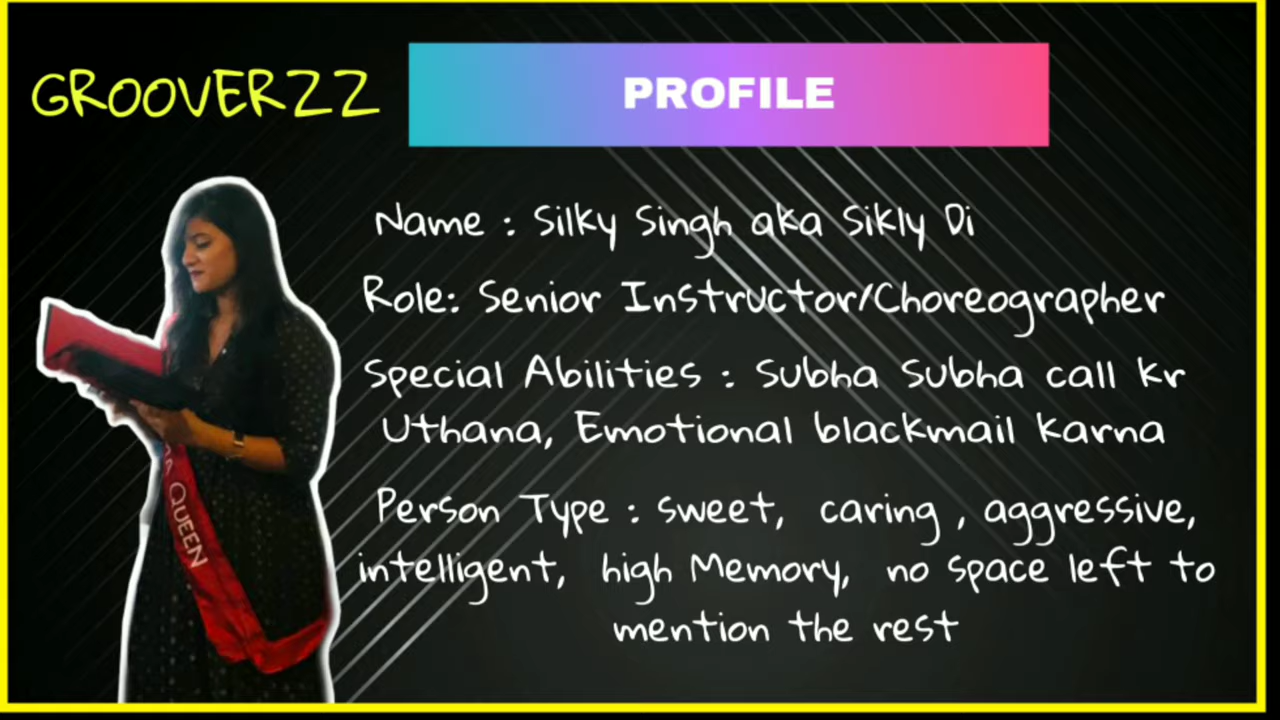 GROOVERZZ
PROFILE
Name : Silky Singh aka Sikly Di
Role: Senior Instructor/Choreographer
Special Abilities : Subha Subha call kr
Uthana, Emotional blackmail karna
Person Type : sweet, caring , aggressive,
intelligent, high Memory, no space left to
mention the rest
QUEEN